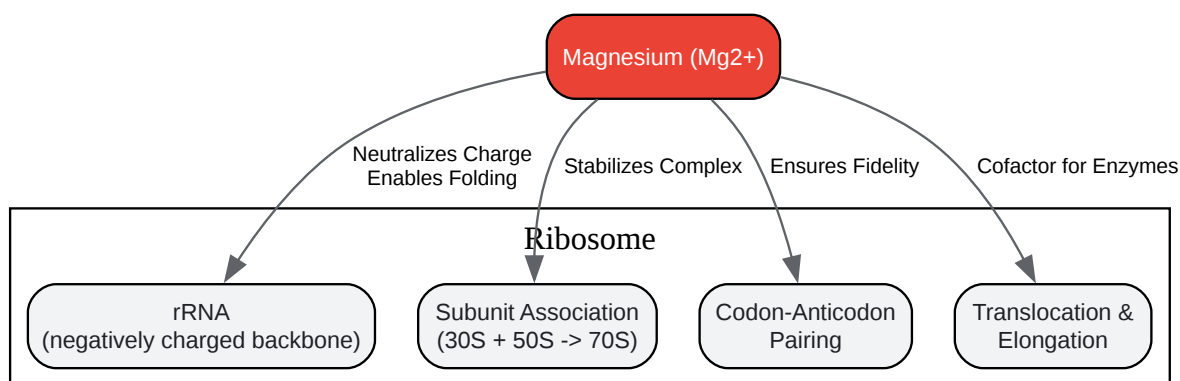 Magnesium (Mg2+)
Neutralizes Charge
Enables Folding
Stabilizes Complex
Ensures Fidelity
Cofactor for Enzymes
Ribosome
rRNA
(negatively charged backbone)
Subunit Association
(30S + 50S -> 70S)
Codon-Anticodon
Pairing
Translocation &
Elongation